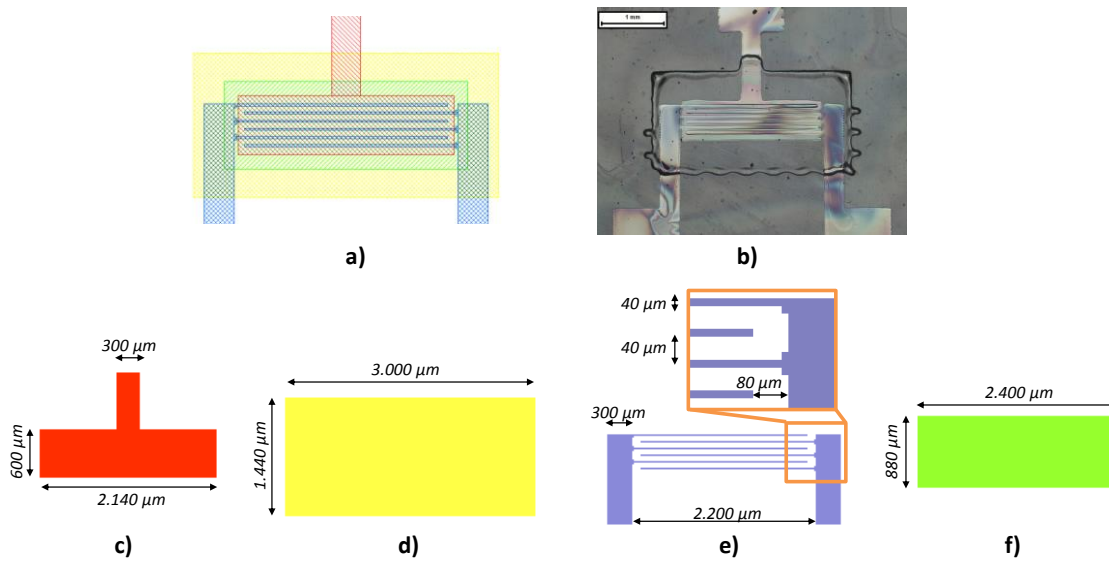 1 mm
a)
b)
300 µm
600 µm
2.140 µm
c)
3.000 µm
1.440 µm
d)
40 µm
40 µm
80 µm
300 µm
2.200 µm
e)
2.400 µm
880 µm
f)